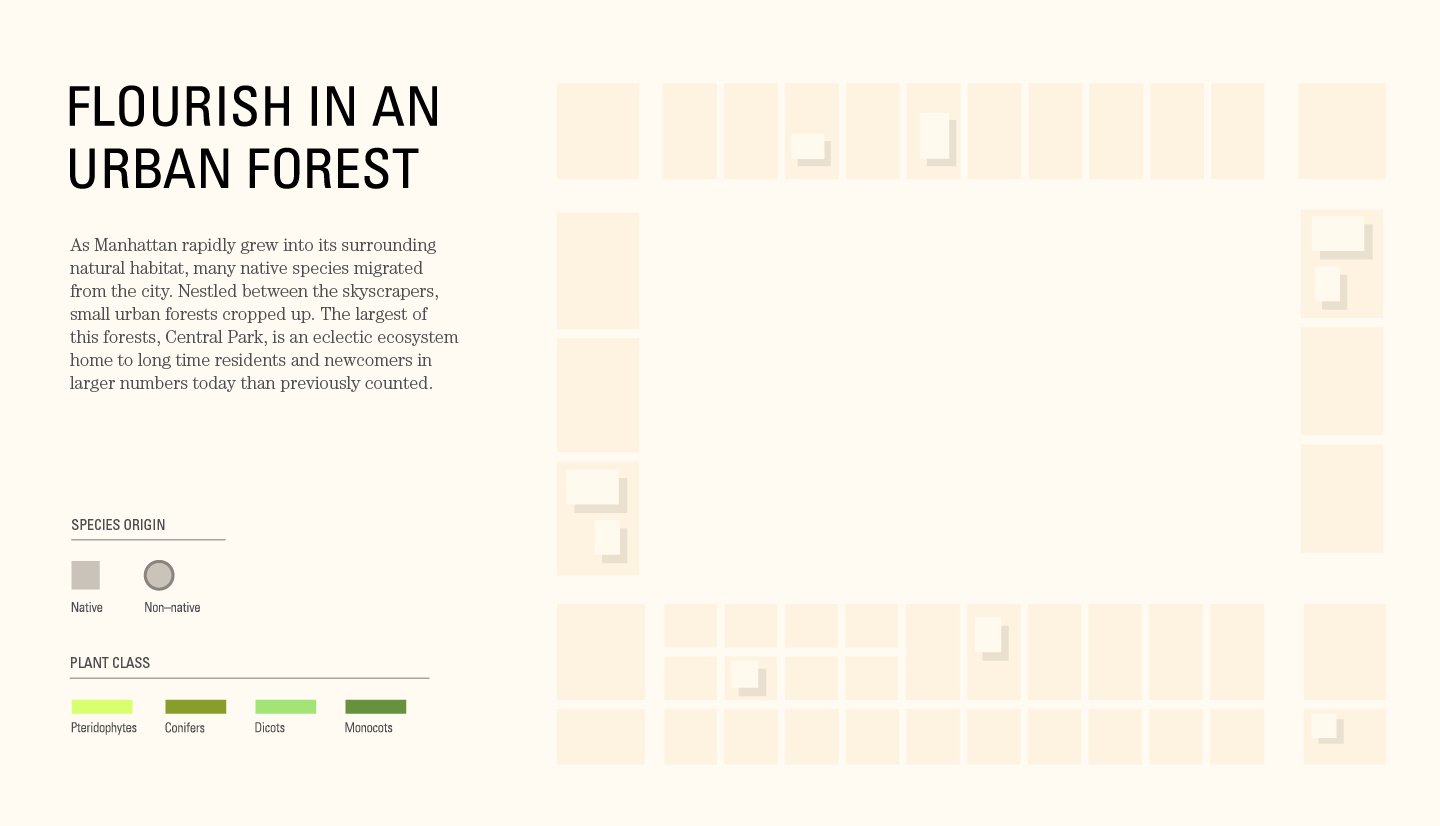 FLOURISH IN AN
URBAN FOREST
As Manhattan rapidly grew into its surrounding
natural habitat, many native species migrated
from the city. Nestled between the skyscrapers,
small urban forests cropped up. The largest of
this forests, Central Park, is an eclectic ecosystem
home to long time residents and newcomers in
larger numbers today than previously counted.
SPECIES ORIGIN
Native Non–native
PLANT CLASS
Pteridophytes Conifers Dicots Monocots